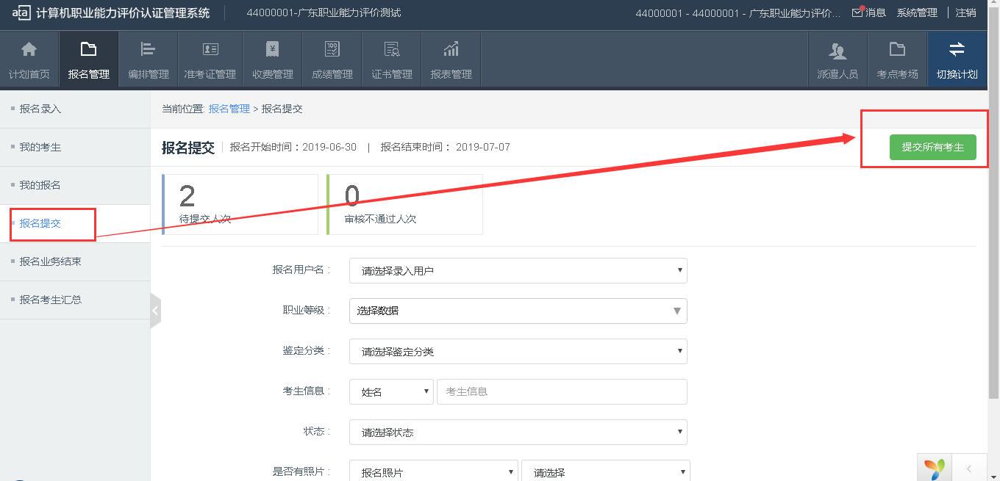 ata 计算机职业能力评价认证管理系统 44000001-广东职业能力评价测试 44000001 - 44000001 - 广东职业能力评价... 消息 系统管理 注销
计划首页 报名管理 编排管理 准考证管理 收费管理 成绩管理 证书管理 报表管理 派遣人员 考点考场 切换计划
报名录入
我的考生
我的报名
报名提交
报名业务结束
报名考生汇总
当前位置: 报名管理 > 报名提交
报名提交 报名开始时间：2019-06-30 | 报名结束时间： 2019-07-07 提交所有考生
2
待提交人次
0
审核不通过人次
报名用户名： 请选择录入用户
职业等级： 选择数据
鉴定分类： 请选择鉴定分类
考生信息： 姓名 考生信息
状态： 请选择状态
是否有照片： 报名照片 请选择